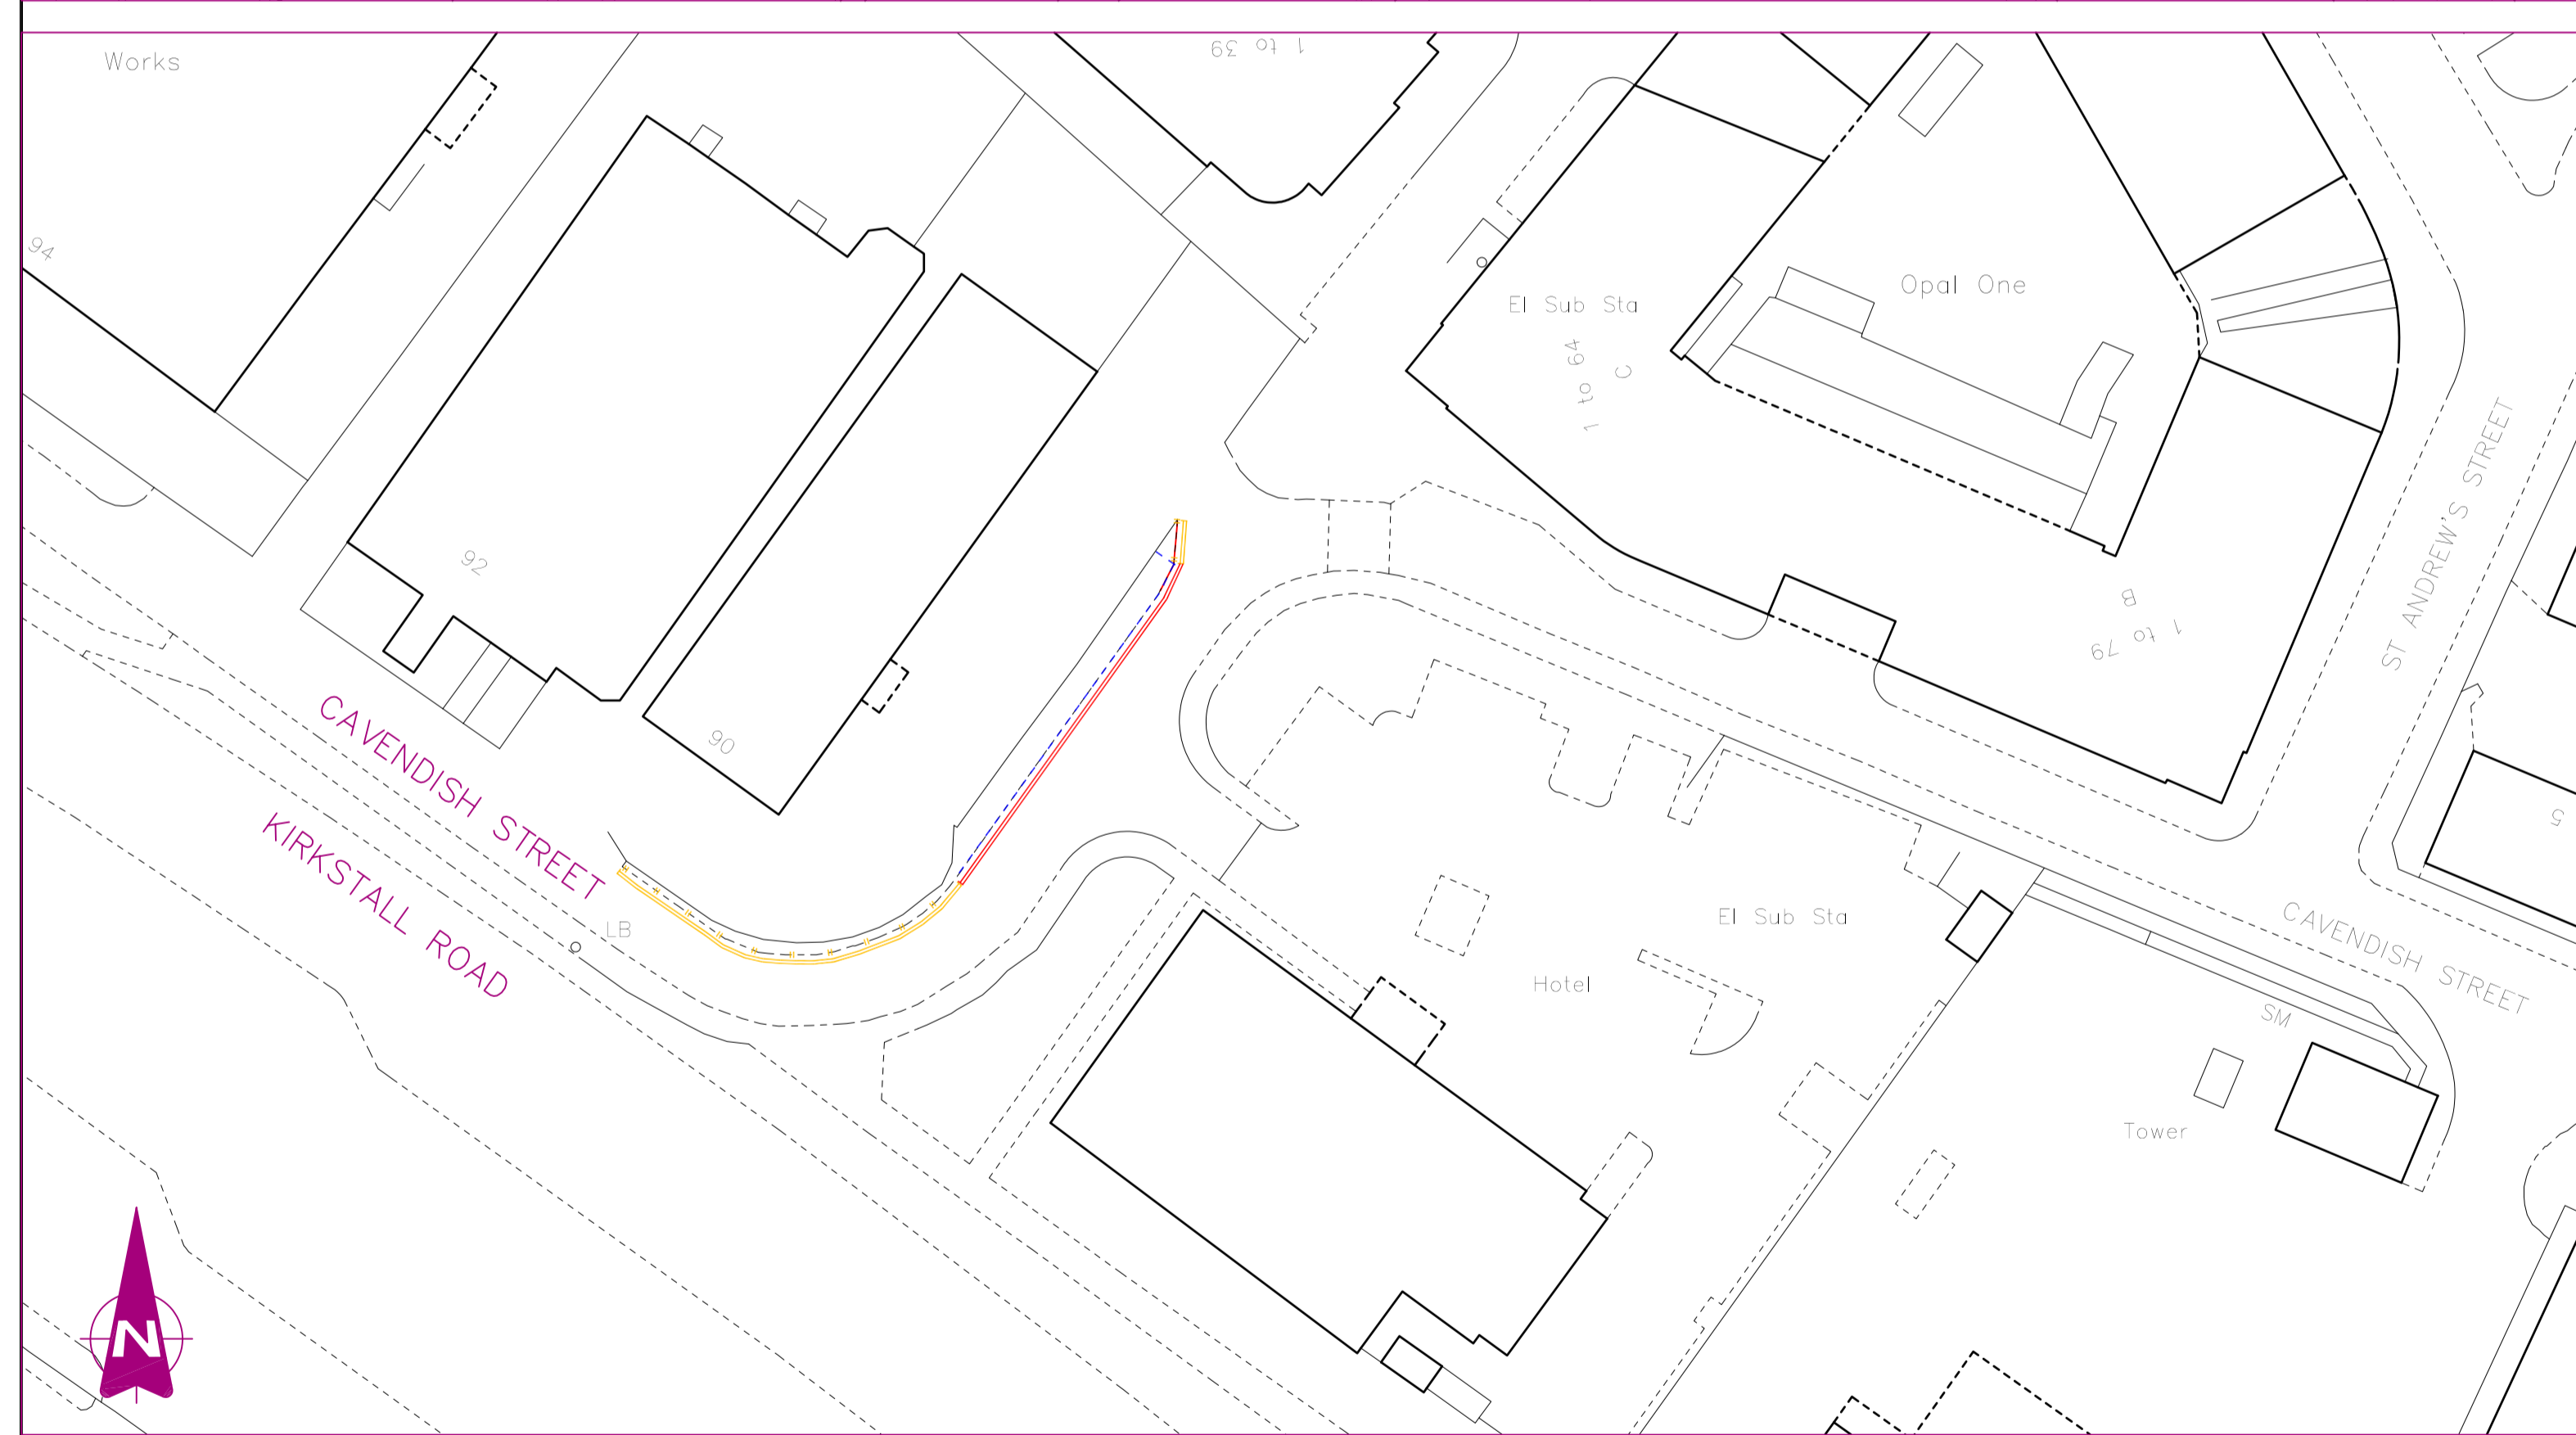 Works
1 to 39
94
El Sub Sta
Opal One
1 to 64
C
ST ANDREW'S STREET
92
B
1 to 79
90
CAVENDISH STREET
KIRKSTALL ROAD
5
LB
El Sub Sta
CAVENDISH STREET
Hotel
SM
Tower
N